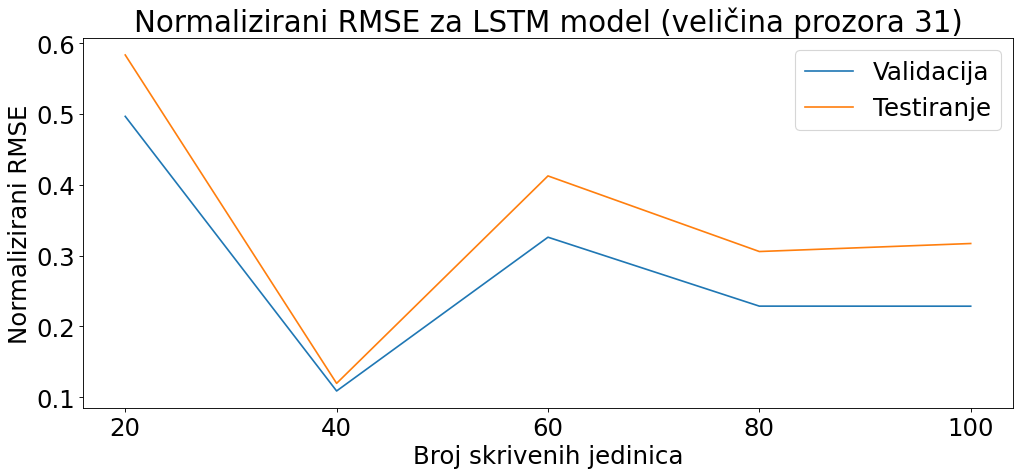 Normalizirani RMSE za LSTM model (veličina prozora 31)
Normalizirani RMSE
0.6
0.5
0.4
0.3
0.2
0.1
Validacija
Testiranje
20 40 60 80 100
Broj skrivenih jedinica